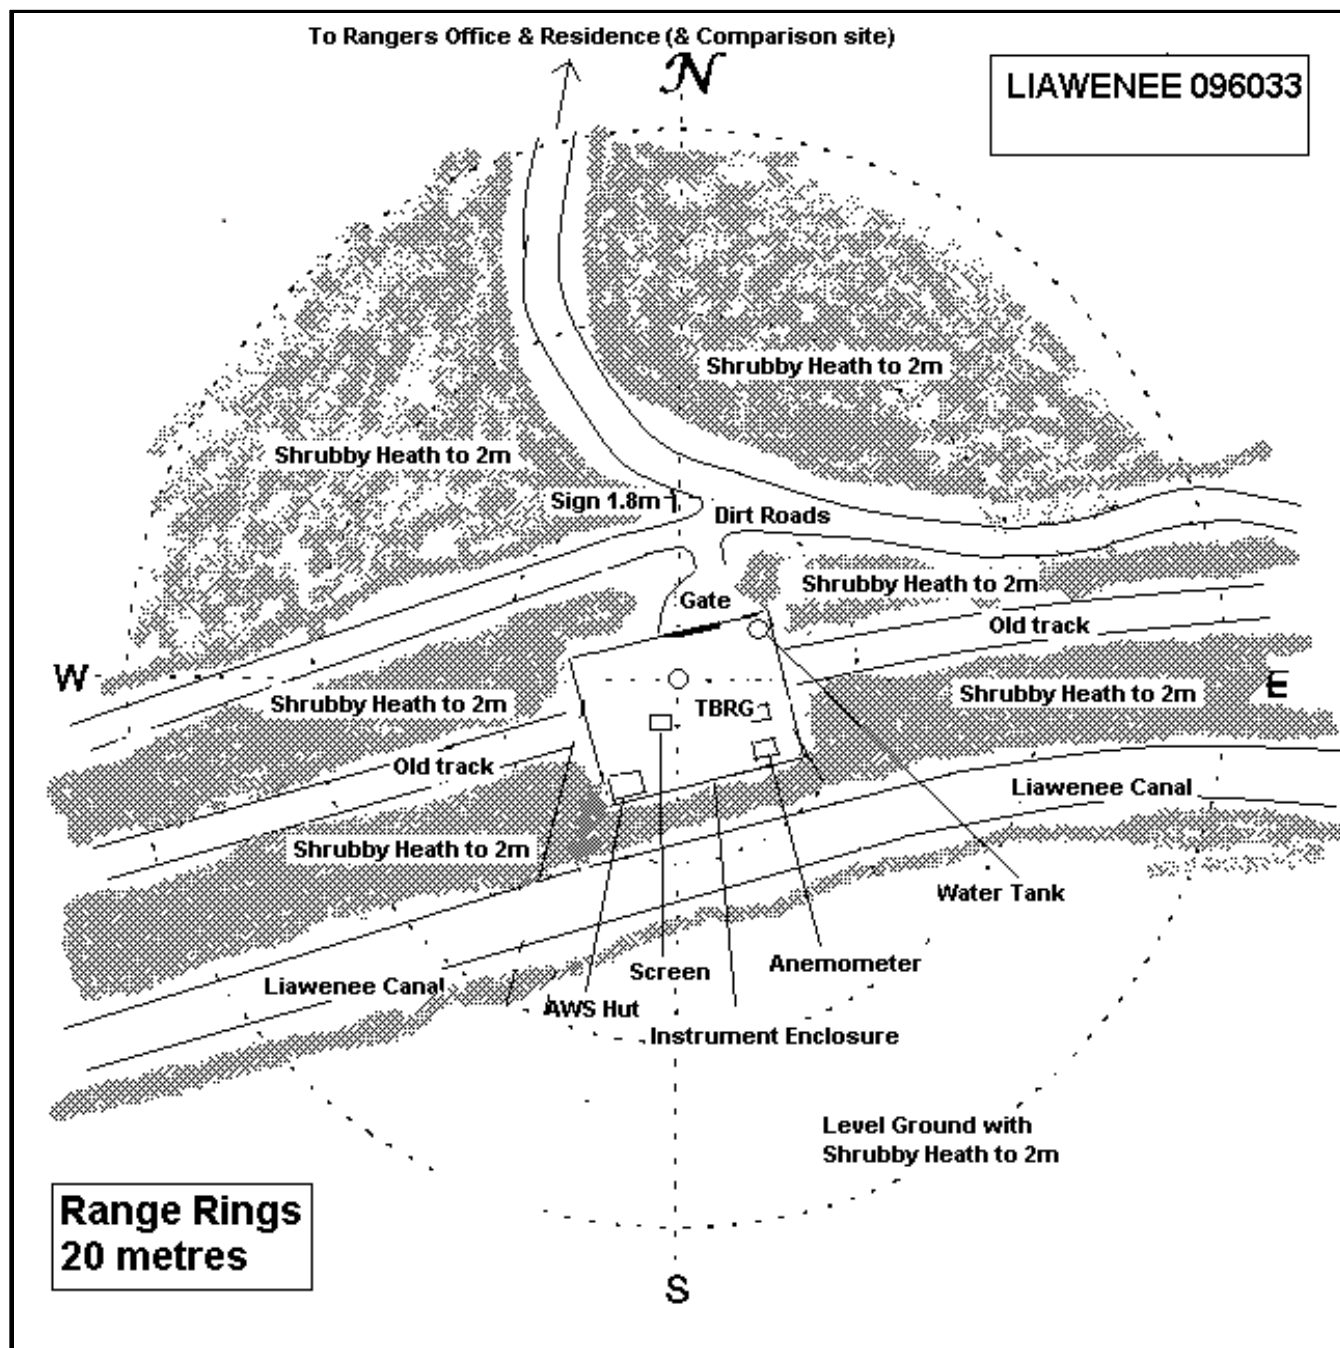 To Rangers Office & Residence (& Comparison site)
N
LIAWENEE 096033
Shrubby Heath to 2m
Shrubby Heath to 2m
Sign 1.8m
Dirt Roads
Shrubby Heath to 2m
Gate
Old track
W
E
Shrubby Heath to 2m
Shrubby Heath to 2m
TBRG
Old track
Liawenee Canal
Shrubby Heath to 2m
Water Tank
Screen
Anemometer
Liawenee Canal
AWS Hut
Instrument Enclosure
Level Ground with
Shrubby Heath to 2m
Range Rings
20 metres
S